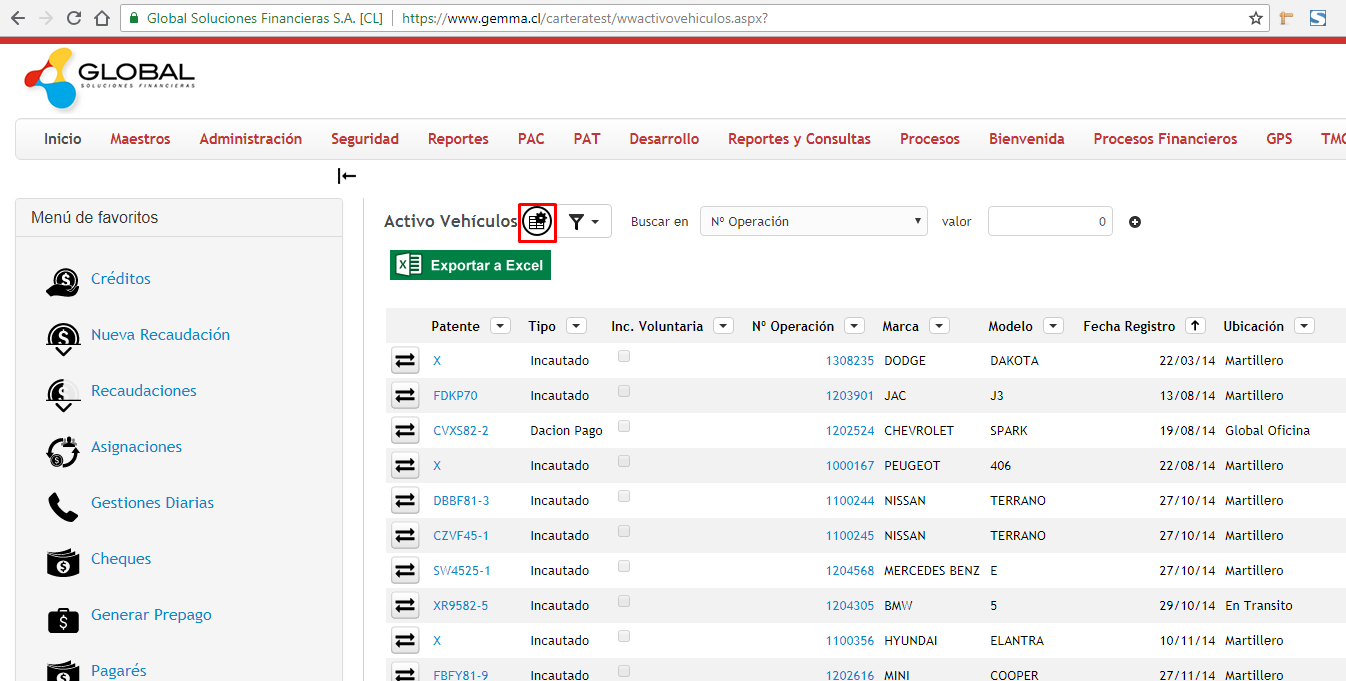 Global Soluciones Financieras S.A. [CL] https://www.gemma.cl/carteratest/wwactivovehiculos.aspx?
GLOBAL
SOLUCIONES FINANCIERAS
Inicio Maestros Administración Seguridad Reportes PAC PAT Desarrollo Reportes y Consultas Procesos Bienvenida Procesos Financieros GPS
Menú de favoritos
Créditos
Nueva Recaudación
Recaudaciones
Asignaciones
Gestiones Diarias
Cheques
Generar Prepago
Pagarés
Activo Vehículos Buscar en Nº Operación valor 0
Exportar a Excel
Patente Tipo Inc. Voluntaria Nº Operación Marca Modelo Fecha Registro Ubicación
X Incautado 1308235 DODGE DAKOTA 22/03/14 Martillero
FDKP70 Incautado 1203901 JAC J3 13/08/14 Martillero
CVXS82-2 Dacion Pago 1202524 CHEVROLET SPARK 19/08/14 Global Oficina
X Incautado 1000167 PEUGEOT 406 22/08/14 Martillero
DBBF81-3 Incautado 1100244 NISSAN TERRANO 27/10/14 Martillero
CZVF45-1 Incautado 1100245 NISSAN TERRANO 27/10/14 Martillero
SW4525-1 Incautado 1204568 MERCEDES BENZ E 27/10/14 Martillero
XR9582-5 Incautado 1204305 BMW 5 29/10/14 En Transito
X Incautado 1100356 HYUNDAI ELANTRA 10/11/14 Martillero
FBFY81-9 Incautado 1202616 MINI COOPER 27/11/14 Martillero